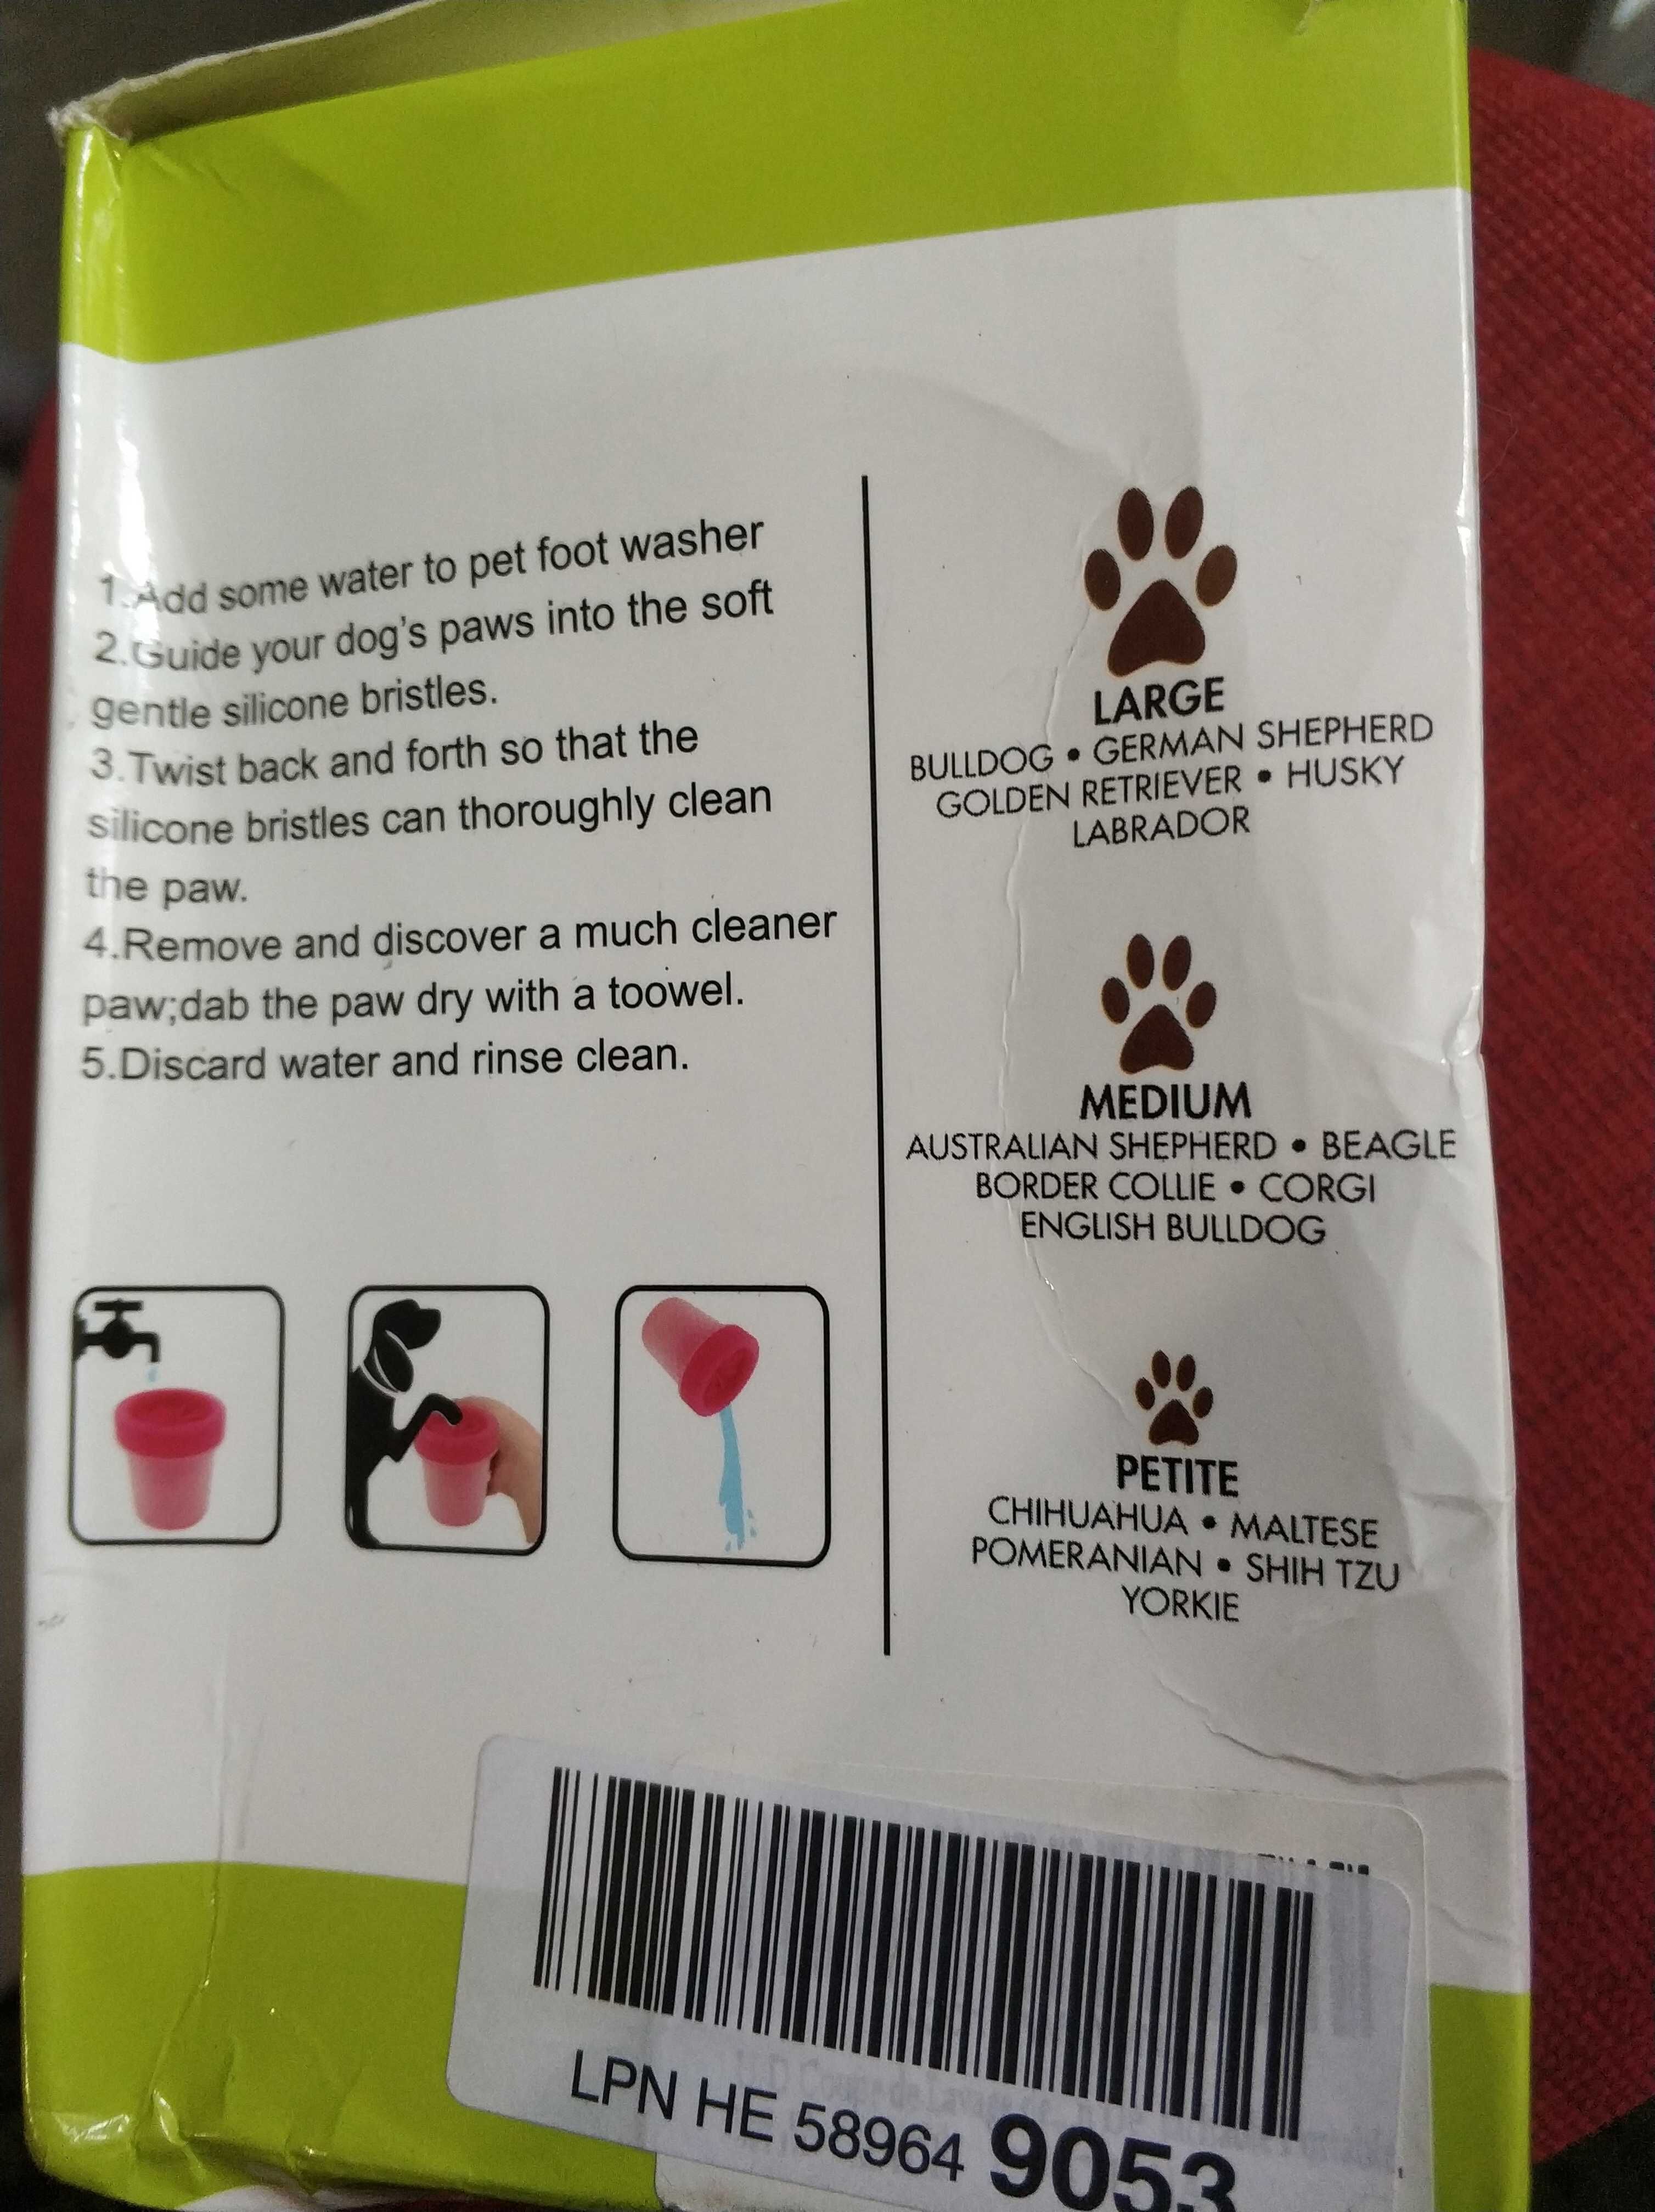 1.Add some water to pet foot washer
2.Guide your dog's paws into the soft
gentle silicone bristles.
3.Twist back and forth so that the
silicone bristles can thoroughly clean
the paw.
4.Remove and discover a much cleaner
paw;dab the paw dry with a toowel.
5.Discard water and rinse clean.
LARGE
BULLDOG • GERMAN SHEPHERD
GOLDEN RETRIEVER • HUSKY
LABRADOR
MEDIUM
AUSTRALIAN SHEPHERD • BEAGLE
BORDER COLLIE • CORGI
ENGLISH BULLDOG
PETITE
CHIHUAHUA • MALTESE
POMERANIAN • SHIH TZU
YORKIE
LPN HE 58964 9053